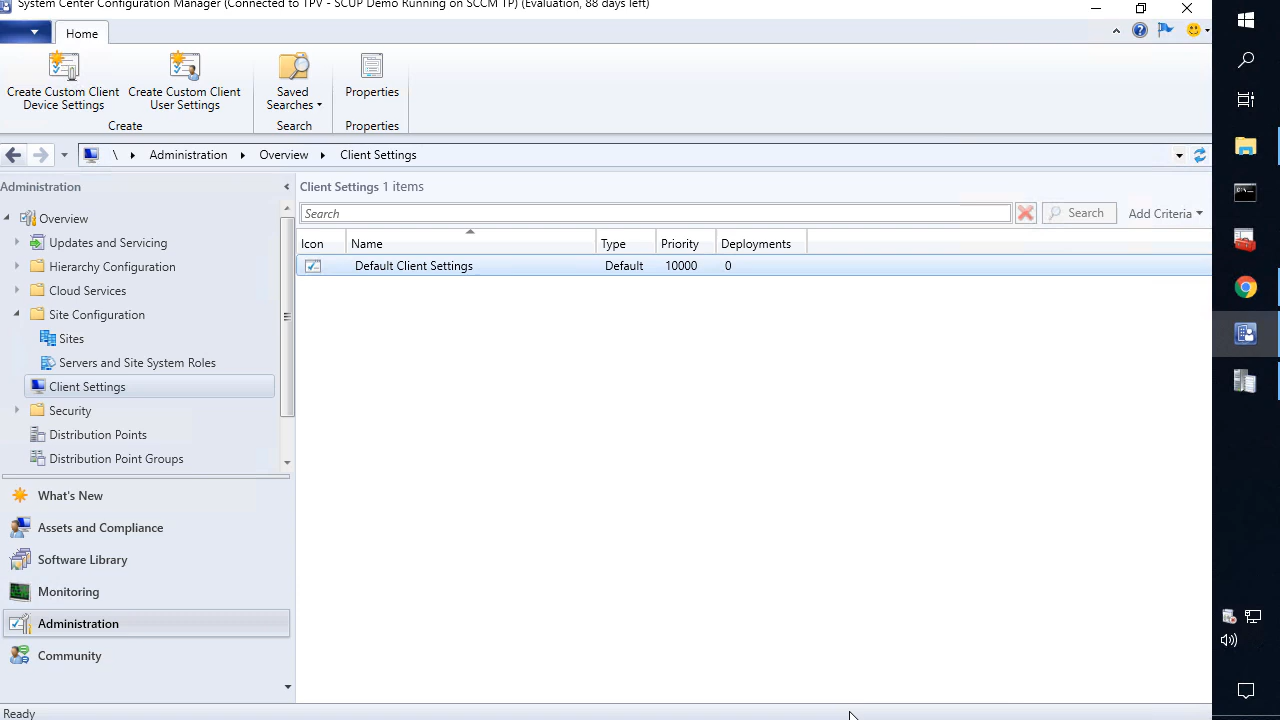 System Center Configuration Manager (Connected to TPV - SCUP Demo Running on SCCM TP) (Evaluation, 88 days left)
Home
Create Custom Client
Device Settings
Create Custom Client
User Settings
Saved
Searches
Properties
Create
Search
Properties
\ Administration Overview Client Settings
Administration
Client Settings 1 items
Search
Search
Add Criteria
Icon Name Type Priority Deployments
Default Client Settings Default 10000 0
Overview
Updates and Servicing
Hierarchy Configuration
Cloud Services
Site Configuration
Sites
Servers and Site System Roles
Client Settings
Security
Distribution Points
Distribution Point Groups
What's New
Assets and Compliance
Software Library
Monitoring
Administration
Community
Ready